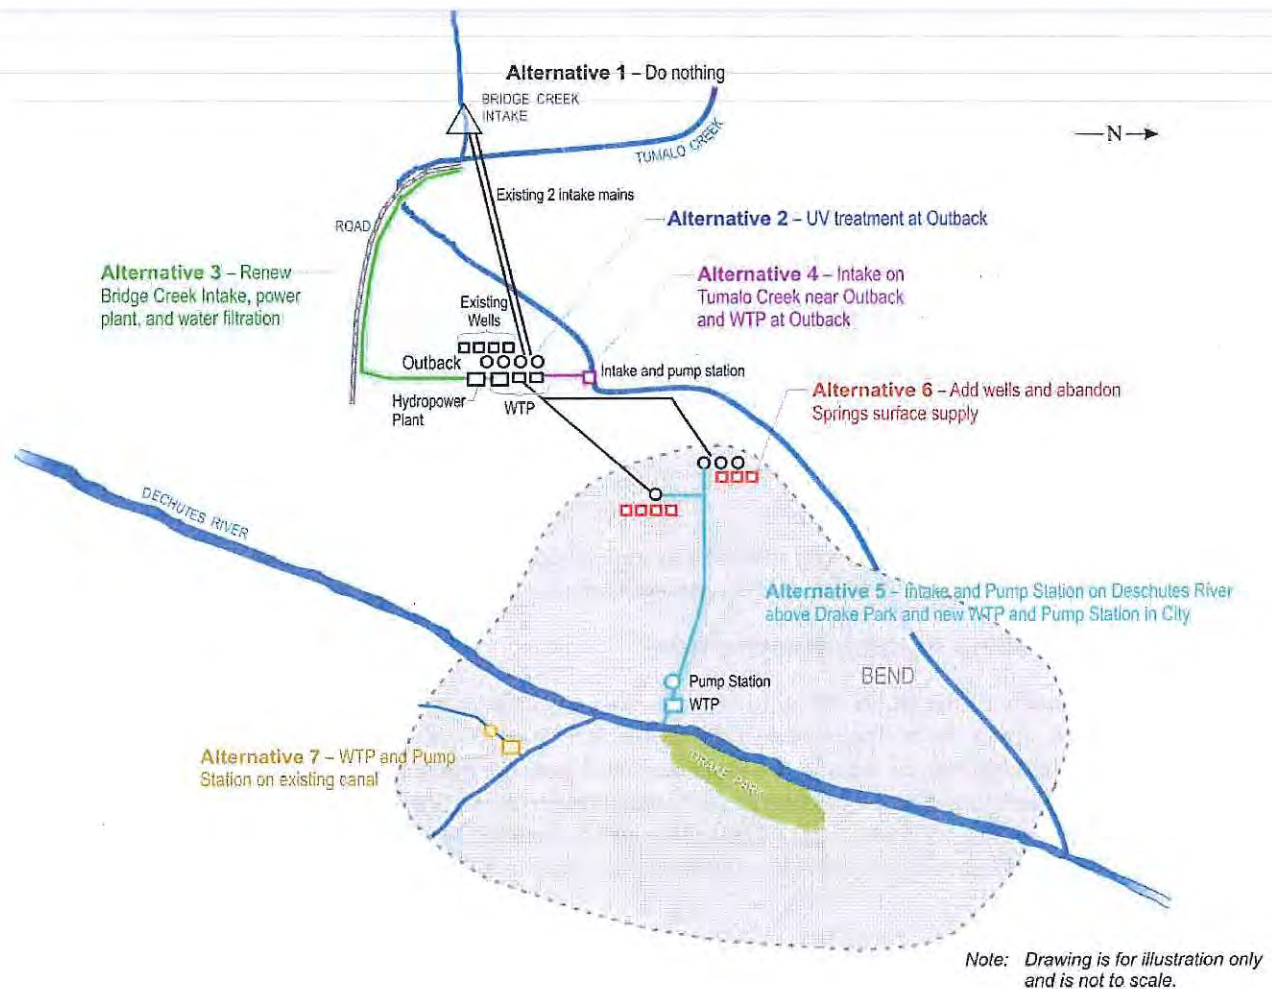 Alternative 1 – Do nothing
BRIDGE CREEK
INTAKE
TUMALO CREEK
N
Existing 2 intake mains
ROAD
Alternative 2 – UV treatment at Outback
Alternative 3 – Renew
Bridge Creek Intake, power
plant, and water filtration
Alternative 4 – Intake on
Tumalo Creek near Outback
and WTP at Outback
Existing
Wells
Outback
Intake and pump station
Hydropower
Plant
WTP
Alternative 6 – Add wells and abandon
Springs surface supply
DECHUTES RIVER
Alternative 5 – Intake and Pump Station on Deschutes River
above Drake Park and new WTP and Pump Station in City
BEND
Pump Station
WTP
Alternative 7 – WTP and Pump
Station on existing canal
DRAKE PARK
Note: Drawing is for illustration only
and is not to scale.